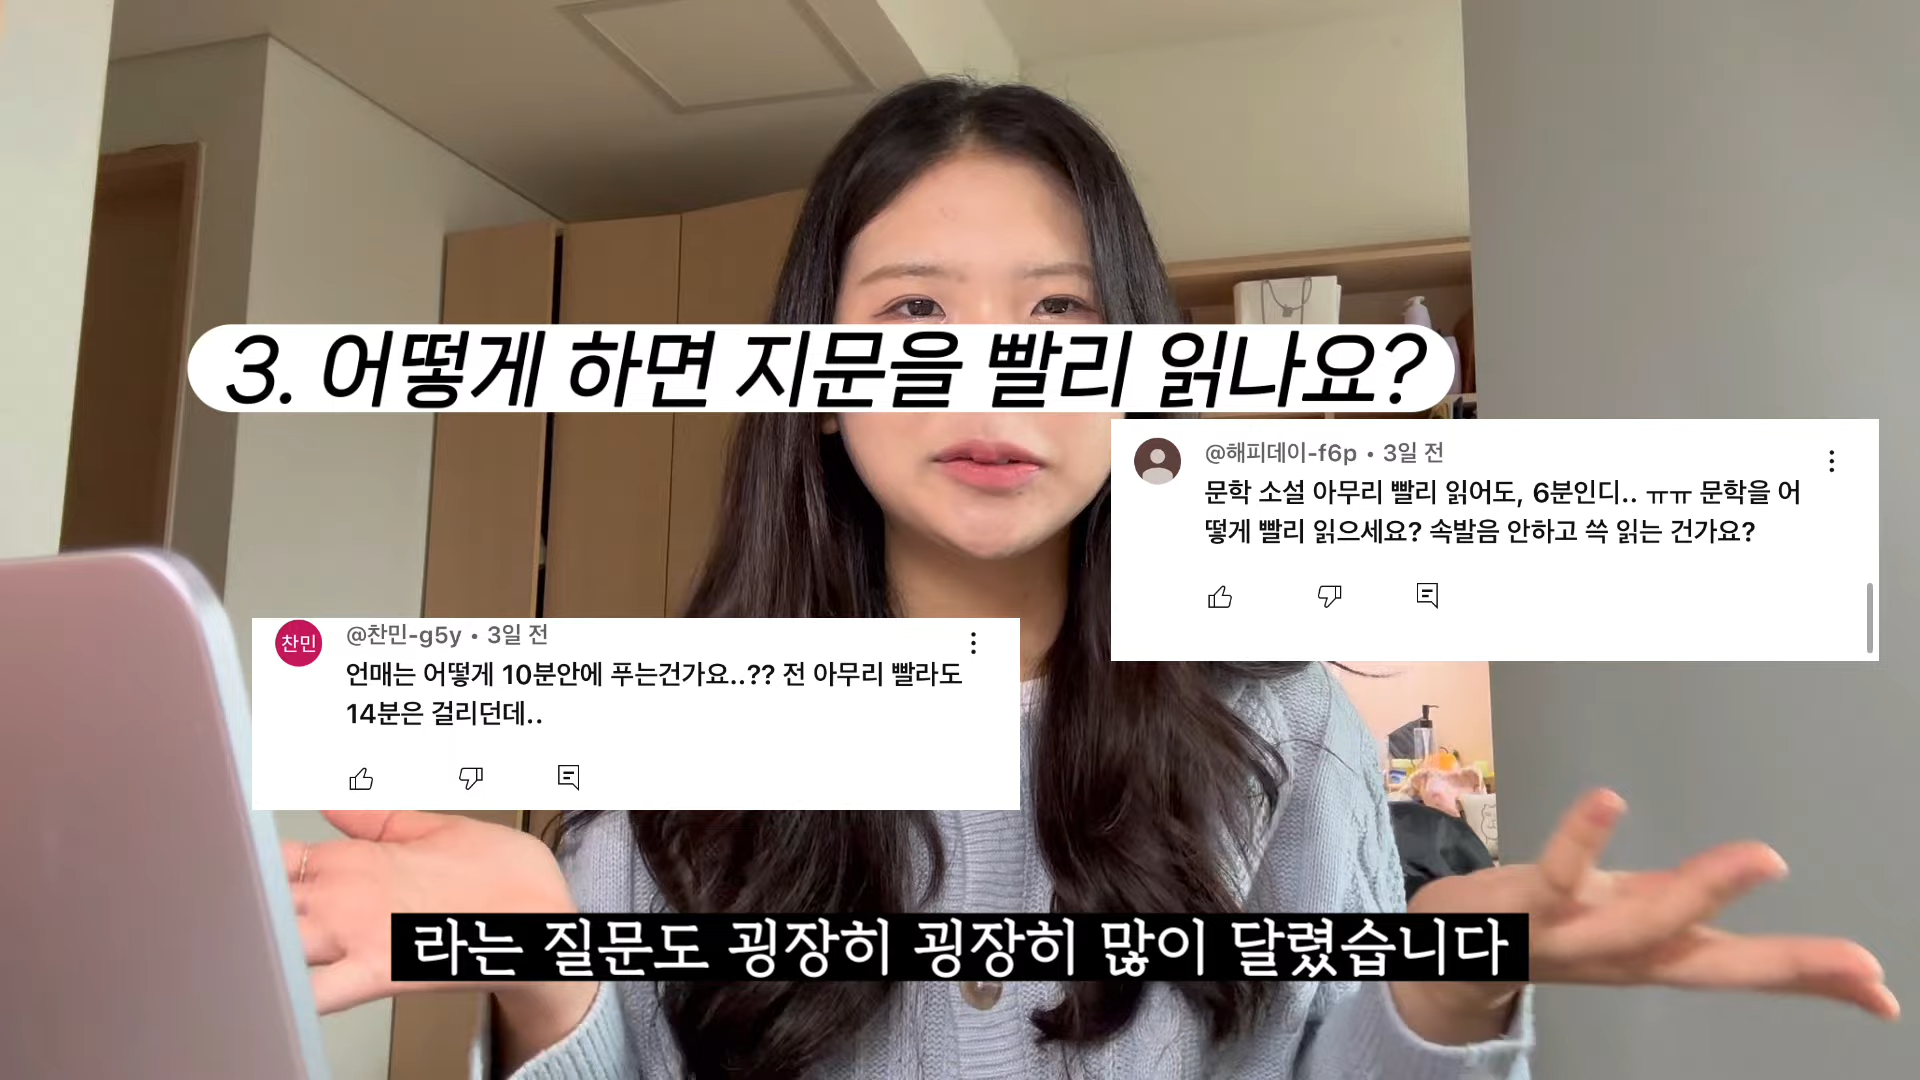 3. 어떻게 하면 지문을 빨리 읽나요?
@해피데이-f6p • 3일 전
문학 소설 아무리 빨리 읽어도, 6분인디.. ㅠㅠ 문학을 어
떻게 빨리 읽으세요? 속발음 안하고 쓱 읽는 건가요?
찬민
@찬민-g5y • 3일 전
언매는 어떻게 10분안에 푸는건가요..?? 전 아무리 빨라도
14분은 걸리던데..
라는 질문도 굉장히 굉장히 많이 달렸습니다